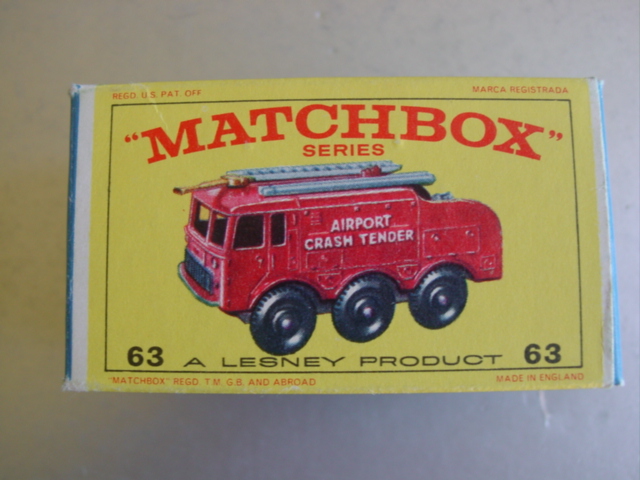 REGD. U.S. PAT. OFF
MARCA REGISTRADA
"MATCHBOX"
SERIES
AIRPORT
CRASH TENDER
63 A LESNEY PRODUCT 63
"MATCHBOX" REGD. T.M. G.B. AND ABROAD
MADE IN ENGLAND